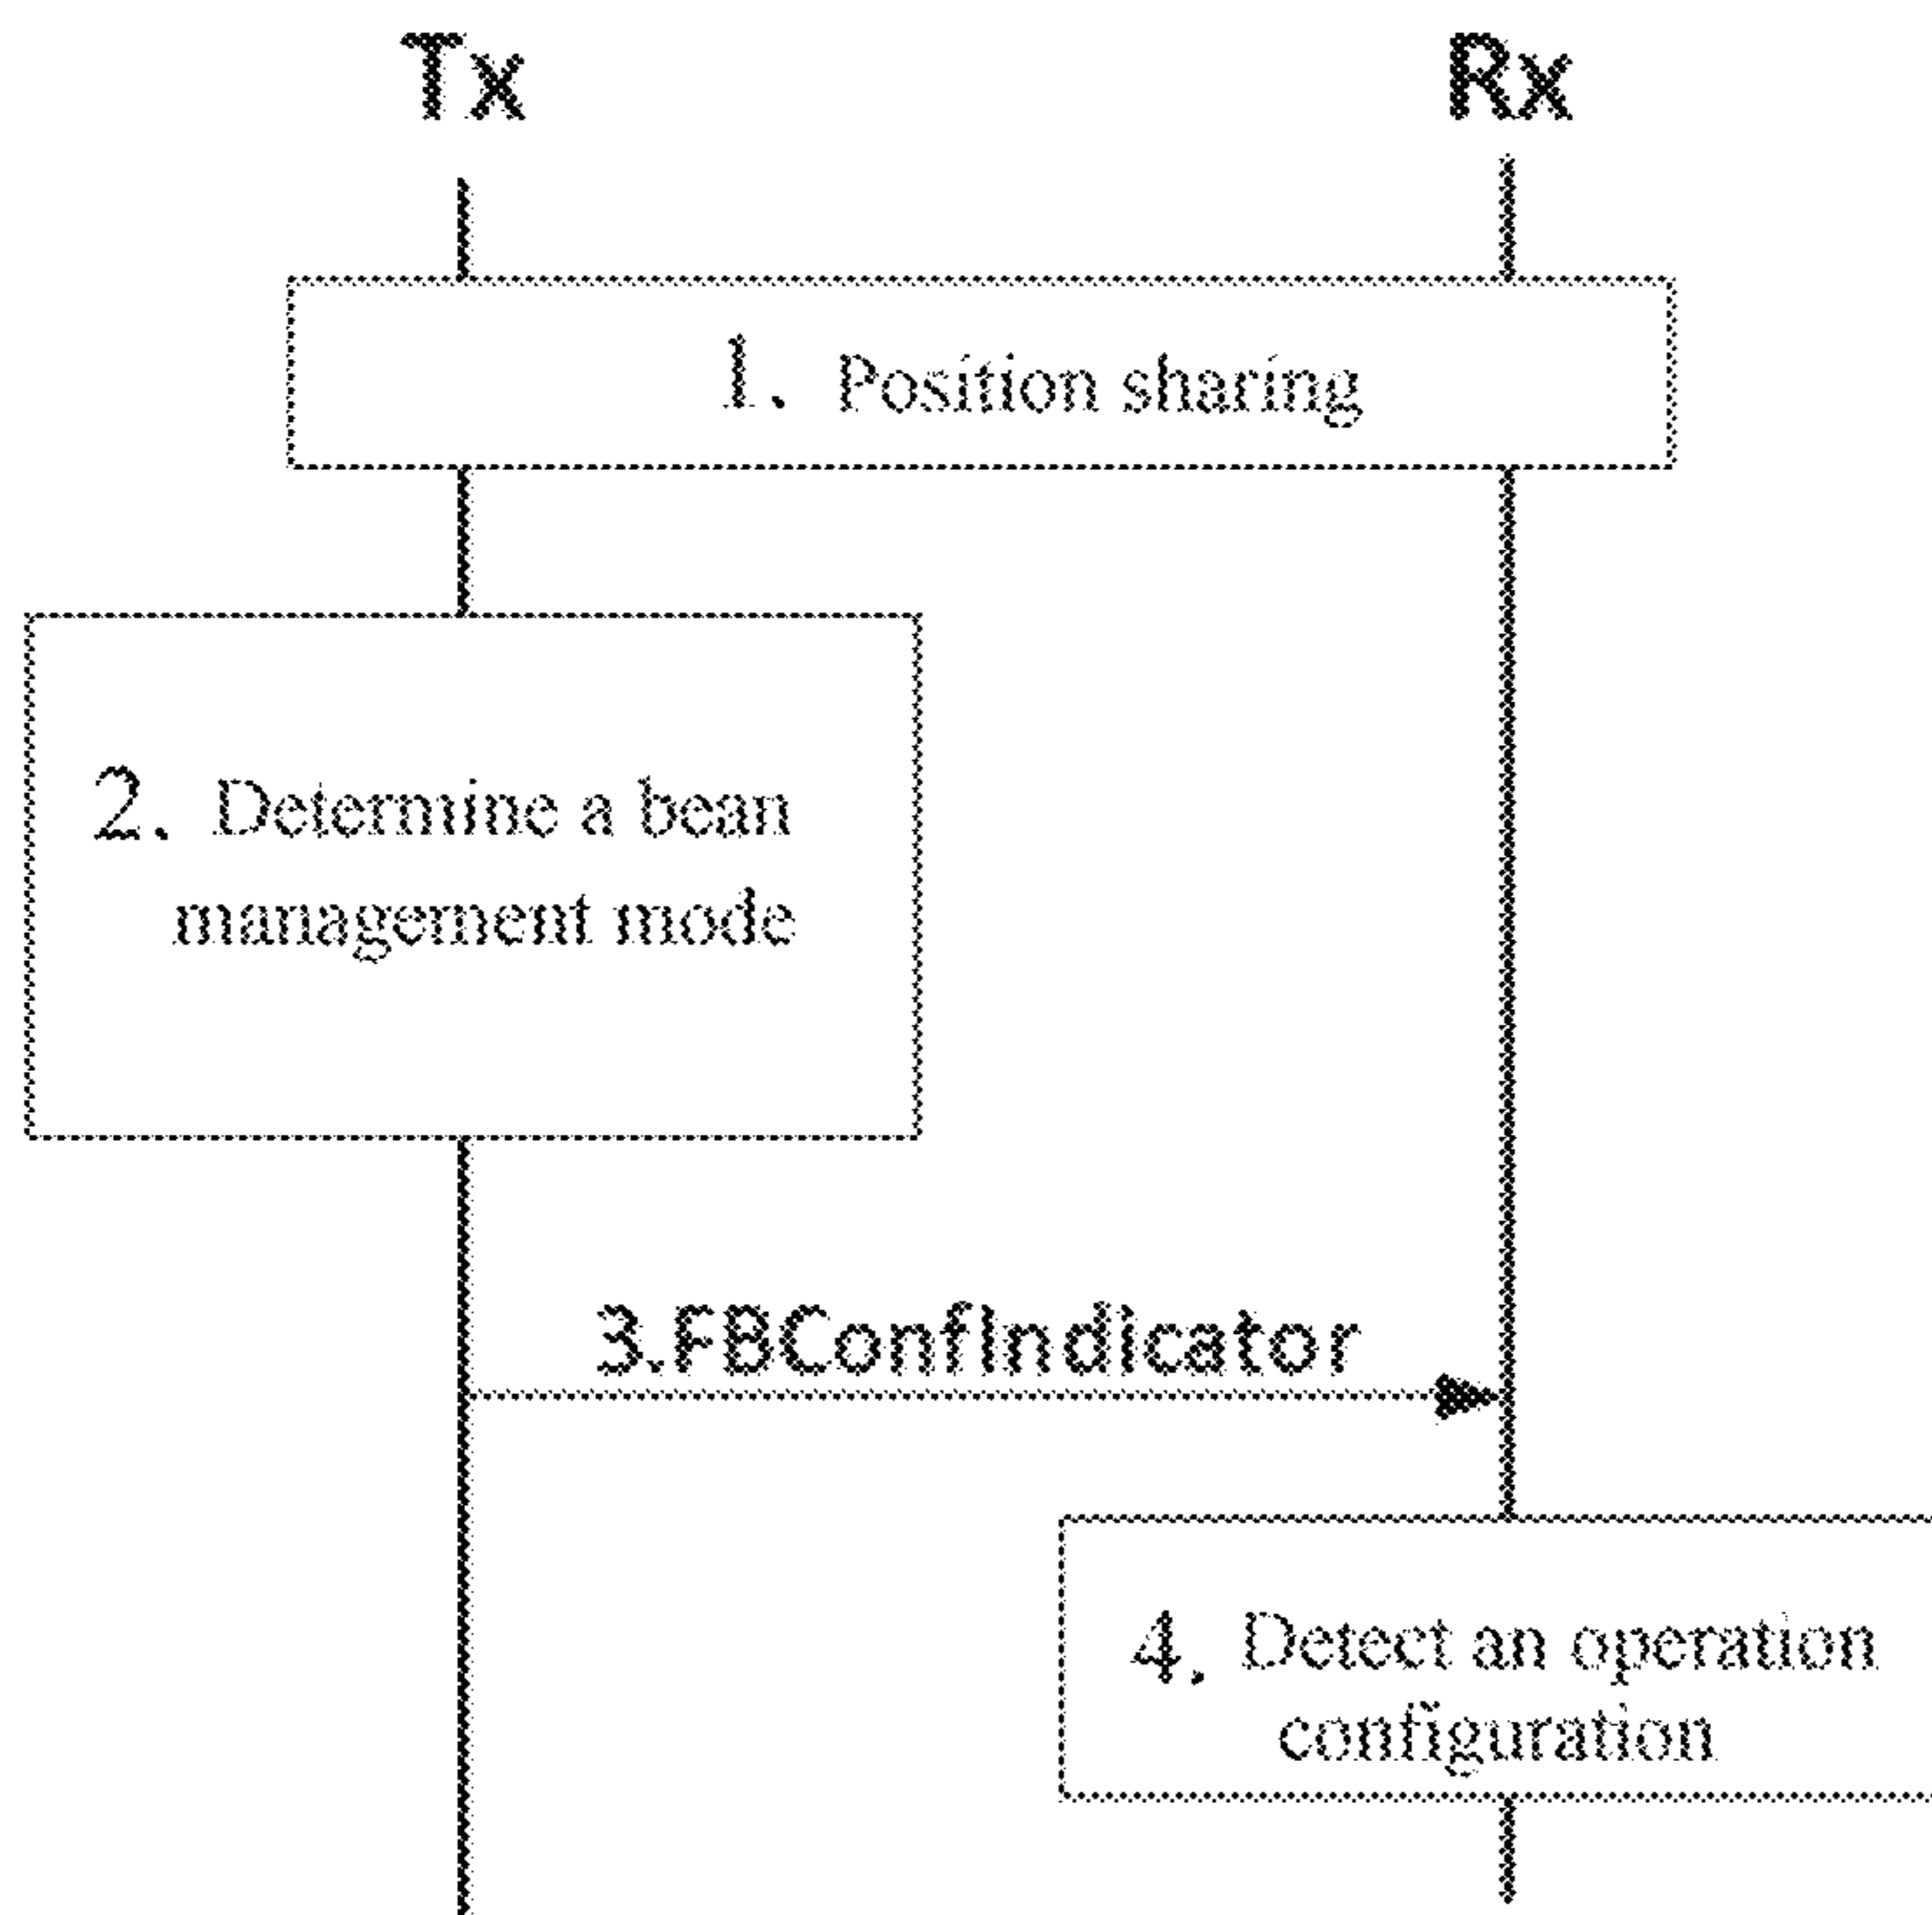 Tx
Rx
1. Position sharing
2. Determine a bean
management mode
3.FBConfIndicator
4. Detect an operation
configuration